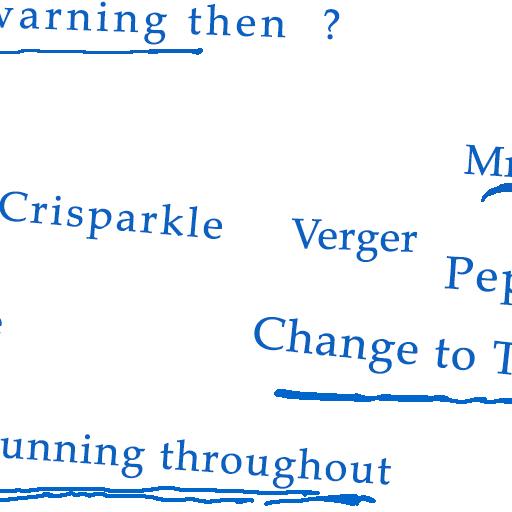 warning then ?
Mr
Crisparkle Verger
Pep
Change to T
unning throughout